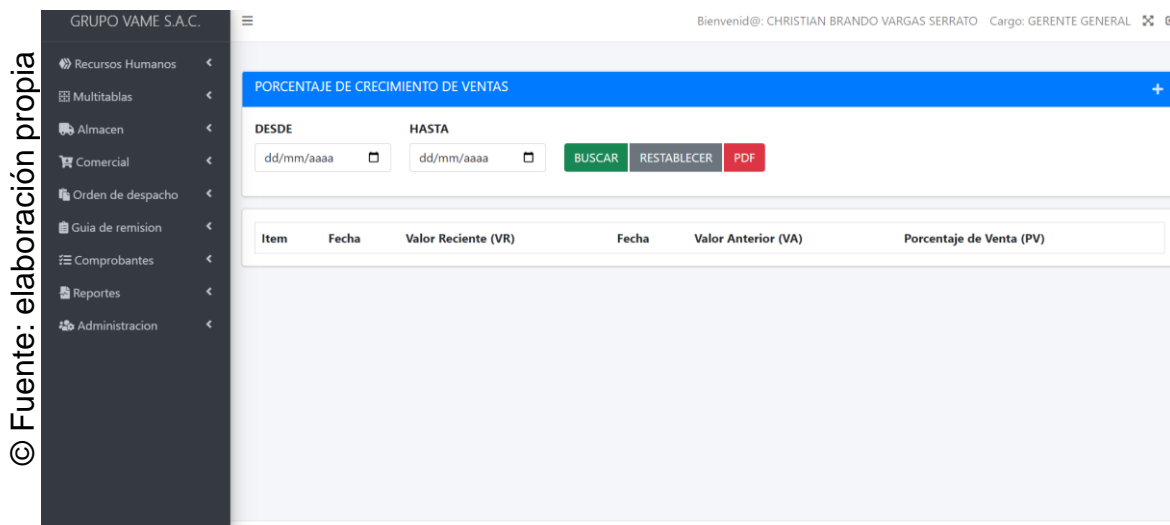 GRUPO VAME S.A.C.
Bienvenid@: CHRISTIAN BRANDO VARGAS SERRATO Cargo: GERENTE GENERAL
Recursos Humanos
Multitablas
Almacen
Comercial
Orden de despacho
Guia de remision
Comprobantes
Reportes
Administracion
PORCENTAJE DE CRECIMIENTO DE VENTAS +
DESDE HASTA
dd/mm/aaaa dd/mm/aaaa BUSCAR RESTABLECER PDF
Item Fecha Valor Reciente (VR) Fecha Valor Anterior (VA) Porcentaje de Venta (PV)
© Fuente: elaboración propia